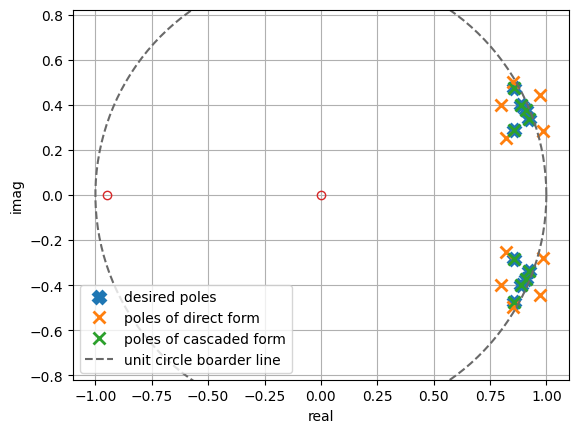 0.8
0.6
0.4
0.2
0.0
−0.2
−0.4
−0.6
−0.8
imag
desired poles
poles of direct form
poles of cascaded form
unit circle boarder line
−1.00 −0.75 −0.50 −0.25 0.00 0.25 0.50 0.75 1.00
real